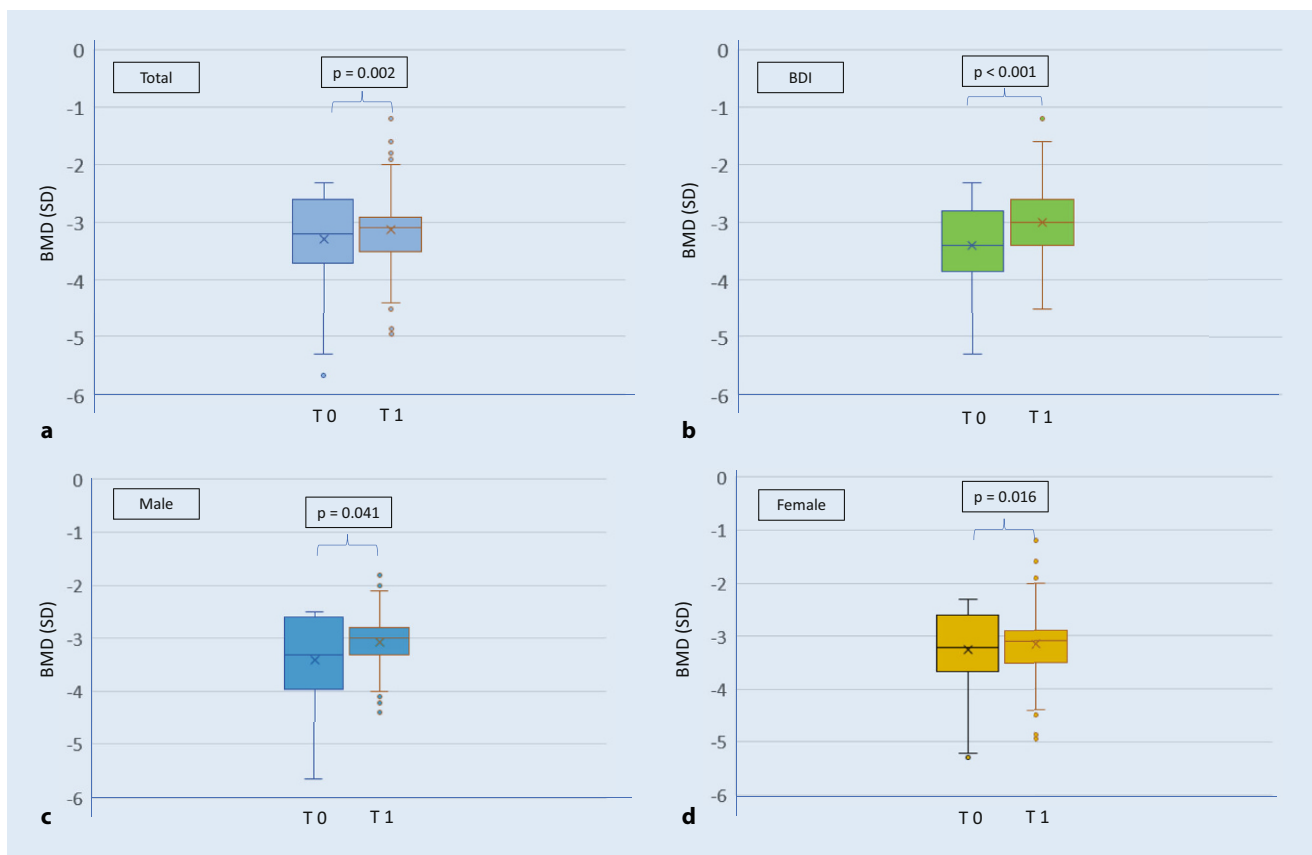 Total
p = 0.002
0
-1
-2
-3
-4
-5
-6
BMD (SD)
T 0 T 1
a
BDI
p < 0.001
0
-1
-2
-3
-4
-5
-6
BMD (SD)
T 0 T 1
b
Male
p = 0.041
0
-1
-2
-3
-4
-5
-6
BMD (SD)
T 0 T 1
c
Female
p = 0.016
0
-1
-2
-3
-4
-5
-6
BMD (SD)
T 0 T 1
d